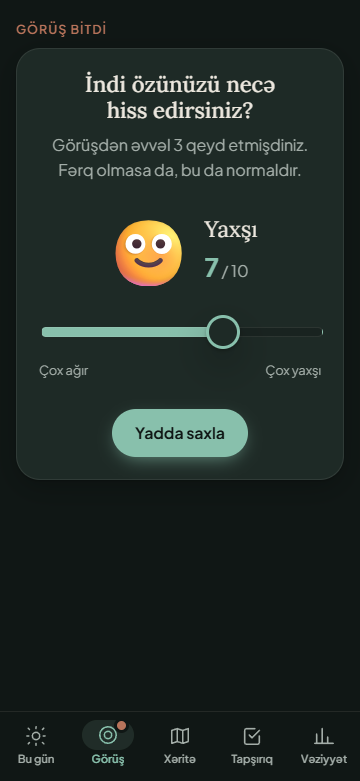 GÖRÜŞ BİTDİ
İndi özünüzü necə
hiss edirsiniz?
Görüşdən əvvəl 3 qeyd etmişdiniz.
Fərq olmasa da, bu da normaldır.
Yaxşı
7 / 10
Çox ağır
Çox yaxşı
Yadda saxla
Bu gün
Görüş
Xəritə
Tapşırıq
Vəziyyət